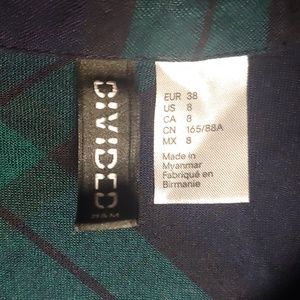 DIVIDED
H&M
EUR 38
US 8
CA 8
CN 165/88A
MX 8
Made in
Myanmar
Fabriqué en
Birmanie